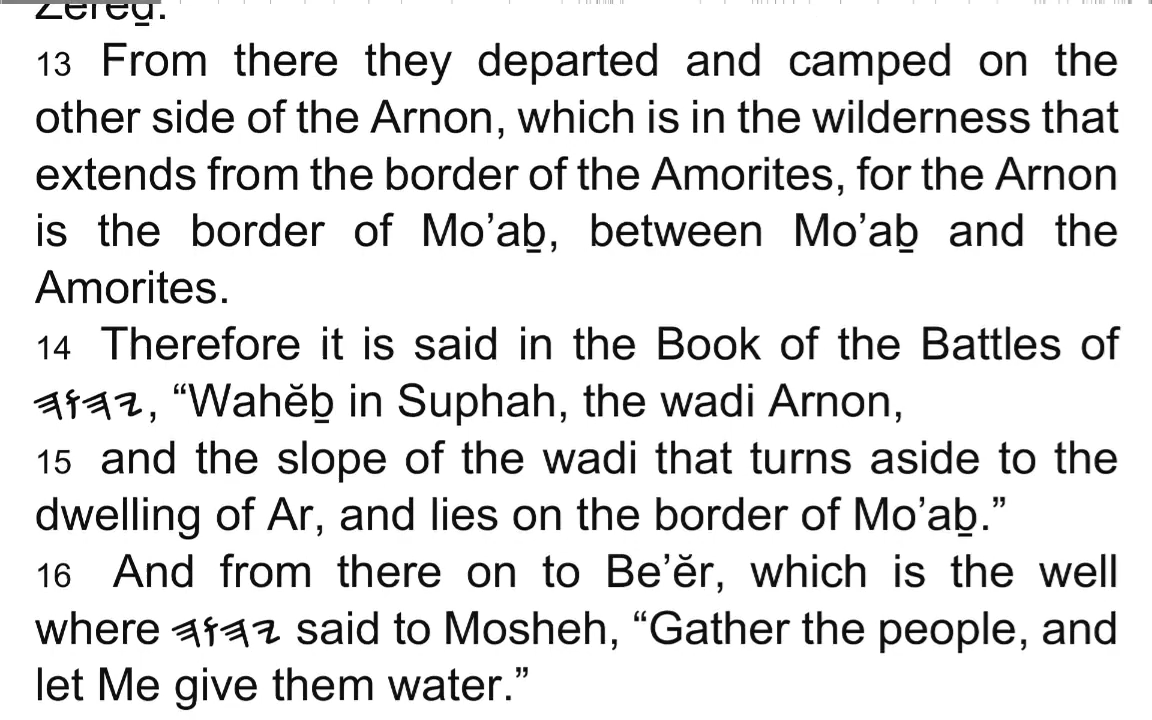 Zereḏ.
13 From there they departed and camped on the
other side of the Arnon, which is in the wilderness that
extends from the border of the Amorites, for the Arnon
is the border of Mo’aḇ, between Mo’aḇ and the
Amorites.
14 Therefore it is said in the Book of the Battles of
𐤉𐤄𐤅𐤄, “Wahĕḇ in Suphah, the wadi Arnon,
15 and the slope of the wadi that turns aside to the
dwelling of Ar, and lies on the border of Mo’aḇ.”
16 And from there on to Be’ĕr, which is the well
where 𐤉𐤄𐤅𐤄 said to Mosheh, “Gather the people, and
let Me give them water.”